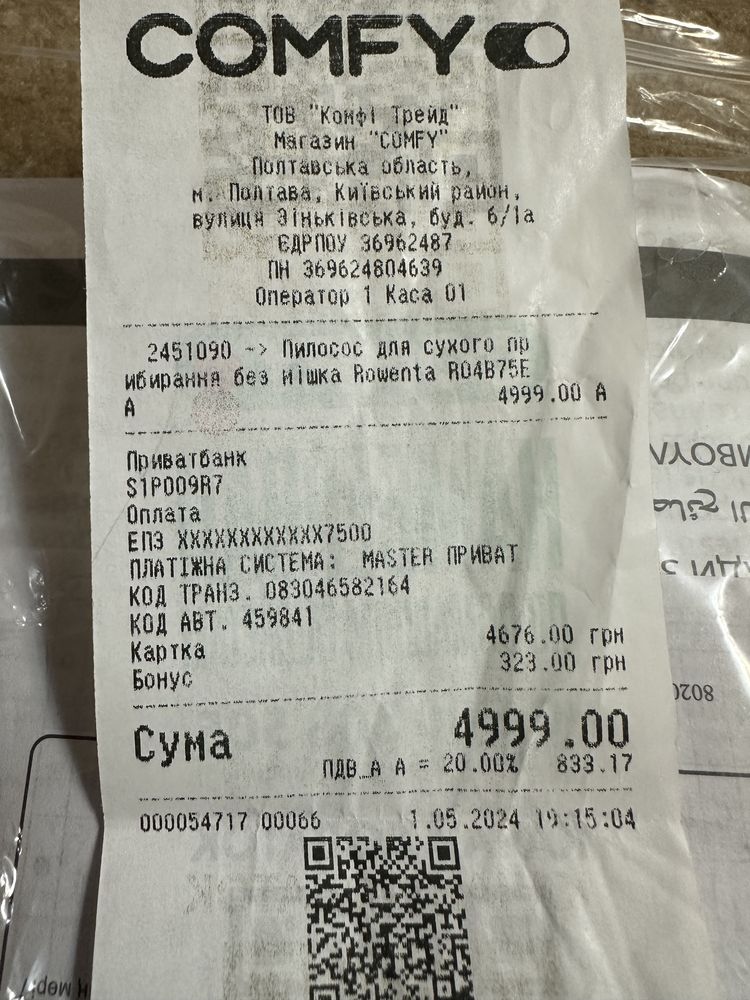 COMFY
ТОВ "Комфі Трейд"
Магазин "COMFY"
Полтавська область,
м. Полтава, Київський район,
вулиця Зіньківська, буд. 6/1а
ЄДРПОУ 36962487
ПН 369624804639
Оператор 1 Каса 01
2451090 -> Пилосос для сухого пр
ибирання без мішка Rowenta RO4B75E
A 4999.00 А
Приватбанк
S1P009R7
Оплата
ЕПЗ XXXXXXXXXXXX7500
ПЛАТІЖНА СИСТЕМА: MASTER ПРИВАТ
КОД ТРАНЗ. 083046582164
КОД АВТ. 459841
Картка 4676.00 грн
Бонус 323.00 грн
Сума 4999.00
ПДВ_А А = 20.00% 833.17
000054717 00066 1.05.2024 19:15:04